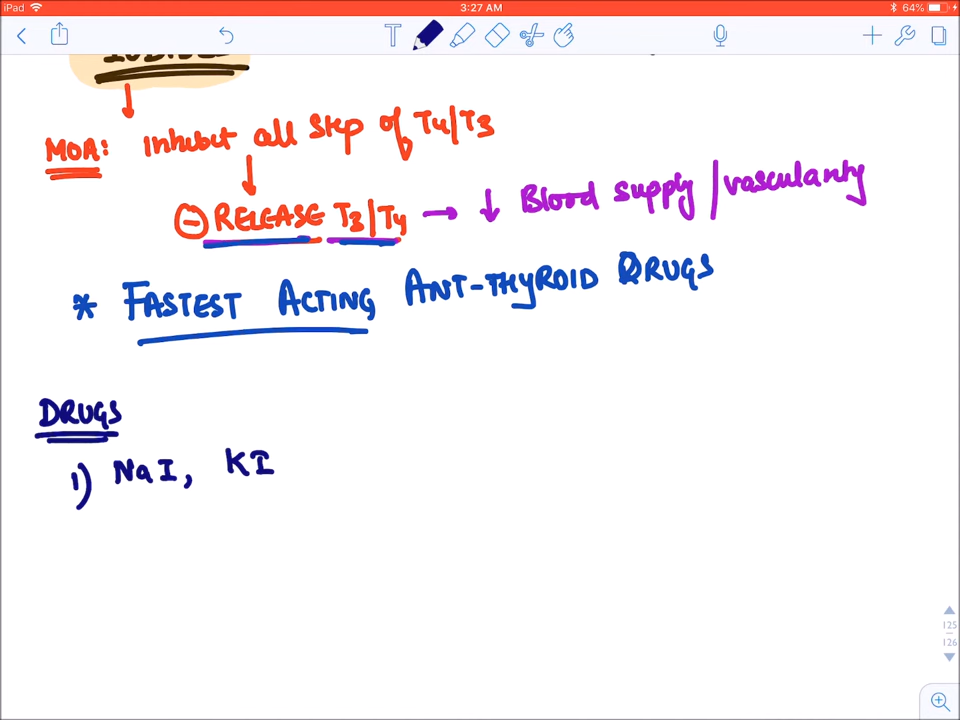 iPad 3:27 AM 64%
T
MOA: Inhibit all step of T4/T3
⊖ RELEASE T3/T4 → ↓ Blood supply/vascularity
* FASTEST ACTING ANT-THYROID DRUGS
DRUGS
1) NaI, KI
125
126